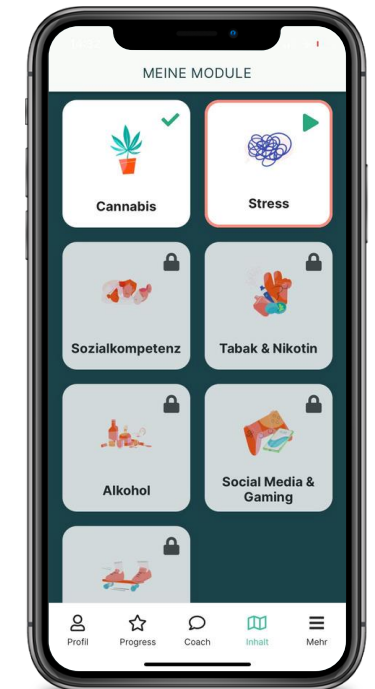 MEINE MODULE
Cannabis
Stress
Sozialkompetenz
Tabak & Nikotin
Alkohol
Social Media &
Gaming
Profil
Progress
Coach
Inhalt
Mehr